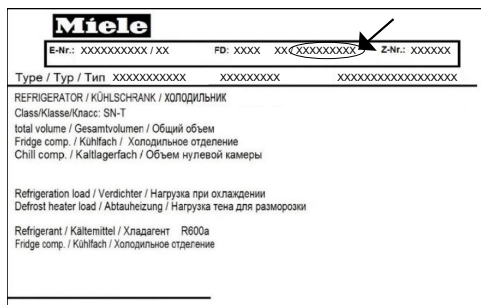 Miele
E-Nr.: XXXXXXXXXX / XX FD: XXXX XX XXXXXXXXX Z-Nr.: XXXXXX
Type / Typ / Тип XXXXXXXXXXX XXXXXXXXX XXXXXXXXXXXXXXXXXX
REFRIGERATOR / KÜHLSCHRANK / ХОЛОДИЛЬНИК
Class/Klasse/Класс: SN-T
total volume / Gesamtvolumen / Общий объем
Fridge comp. / Kühlfach / Холодильное отделение
Chill comp. / Kaltlagerfach / Объем нулевой камеры
Refrigeration load / Verdichter / Нагрузка при охлаждении
Defrost heater load / Abtauheizung / Нагрузка тена для разморозки
Refrigerant / Kältemittel / Хладагент R600a
Fridge comp. / Kühlfach / Холодильное отделение